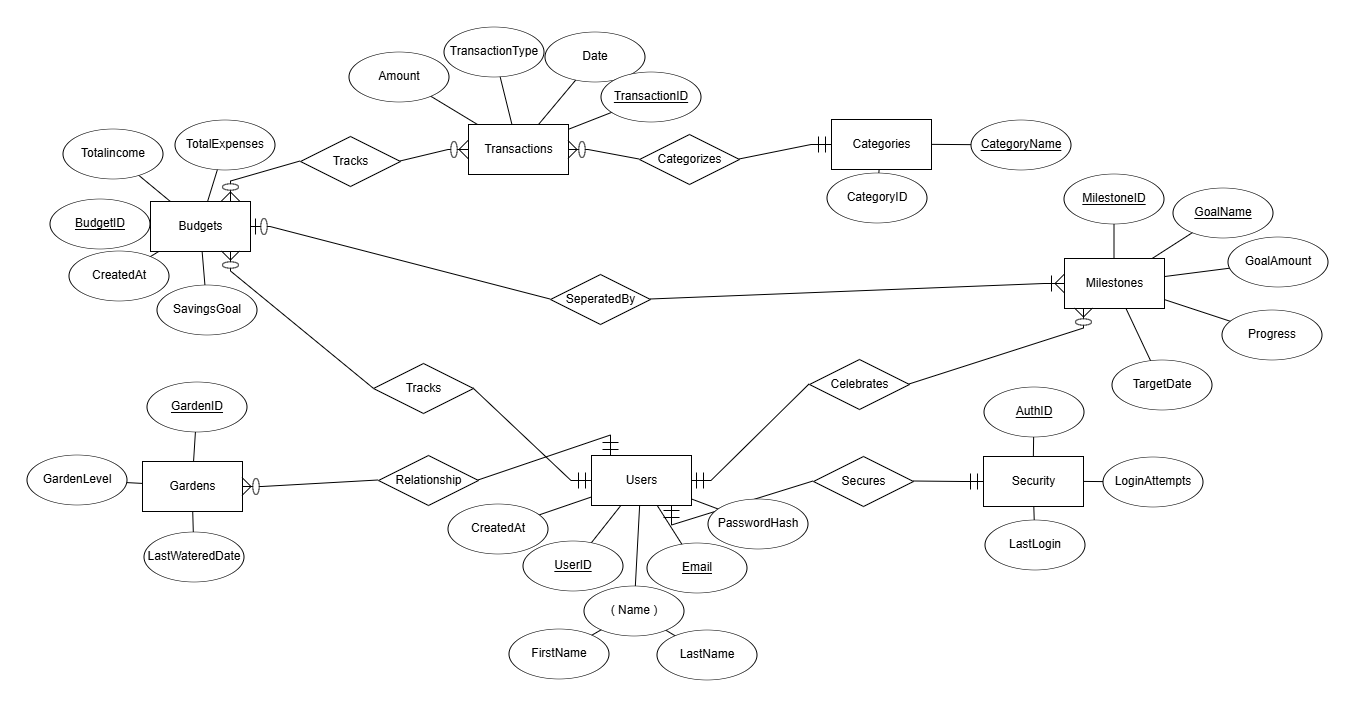 TransactionType
Date
Amount
TransactionID
TotalExpenses
Totalincome
Tracks
Transactions
Categorizes
Categories
CategoryName
CategoryID
MilestoneID
GoalName
BudgetID
Budgets
GoalAmount
CreatedAt
SavingsGoal
SeperatedBy
Milestones
Progress
Tracks
Celebrates
TargetDate
GardenID
AuthID
GardenLevel
Gardens
Relationship
Users
Secures
Security
LoginAttempts
CreatedAt
PasswordHash
LastWateredDate
LastLogin
UserID
Email
( Name )
FirstName
LastName